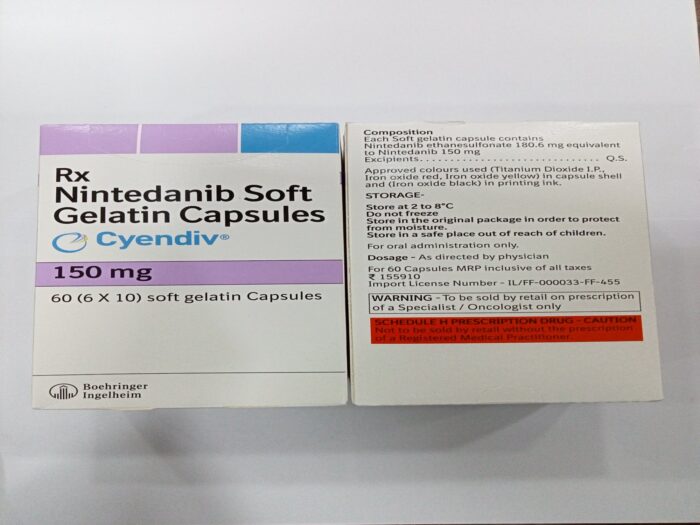 Rx
Nintedanib Soft
Gelatin Capsules
Cyendiv®
150 mg
60 (6 X 10) soft gelatin Capsules
Boehringer
Ingelheim
Composition
Each Soft gelatin capsule contains
Nintedanib ethanesulfonate 180.6 mg equivalent
to Nintedanib 150 mg
Excipients. . . . . . . . . . . . . . . . . . . . . . . . . . . Q.S.
Approved colours used (Titanium Dioxide I.P.,
Iron oxide red, Iron oxide yellow) in capsule shell
and (Iron oxide black) in printing ink.
STORAGE-
Store at 2 to 8°C
Do not freeze
Store in the original package in order to protect
from moisture.
Store in a safe place out of reach of children.
For oral administration only.
Dosage - As directed by physician
For 60 Capsules MRP inclusive of all taxes
₹ 155910
Import License Number - IL/FF-000033-FF-455
WARNING - To be sold by retail on prescription
of a Specialist / Oncologist only
SCHEDULE H PRESCRIPTION DRUG - CAUTION
Not to be sold by retail without the prescription
of a Registered Medical Practitioner.